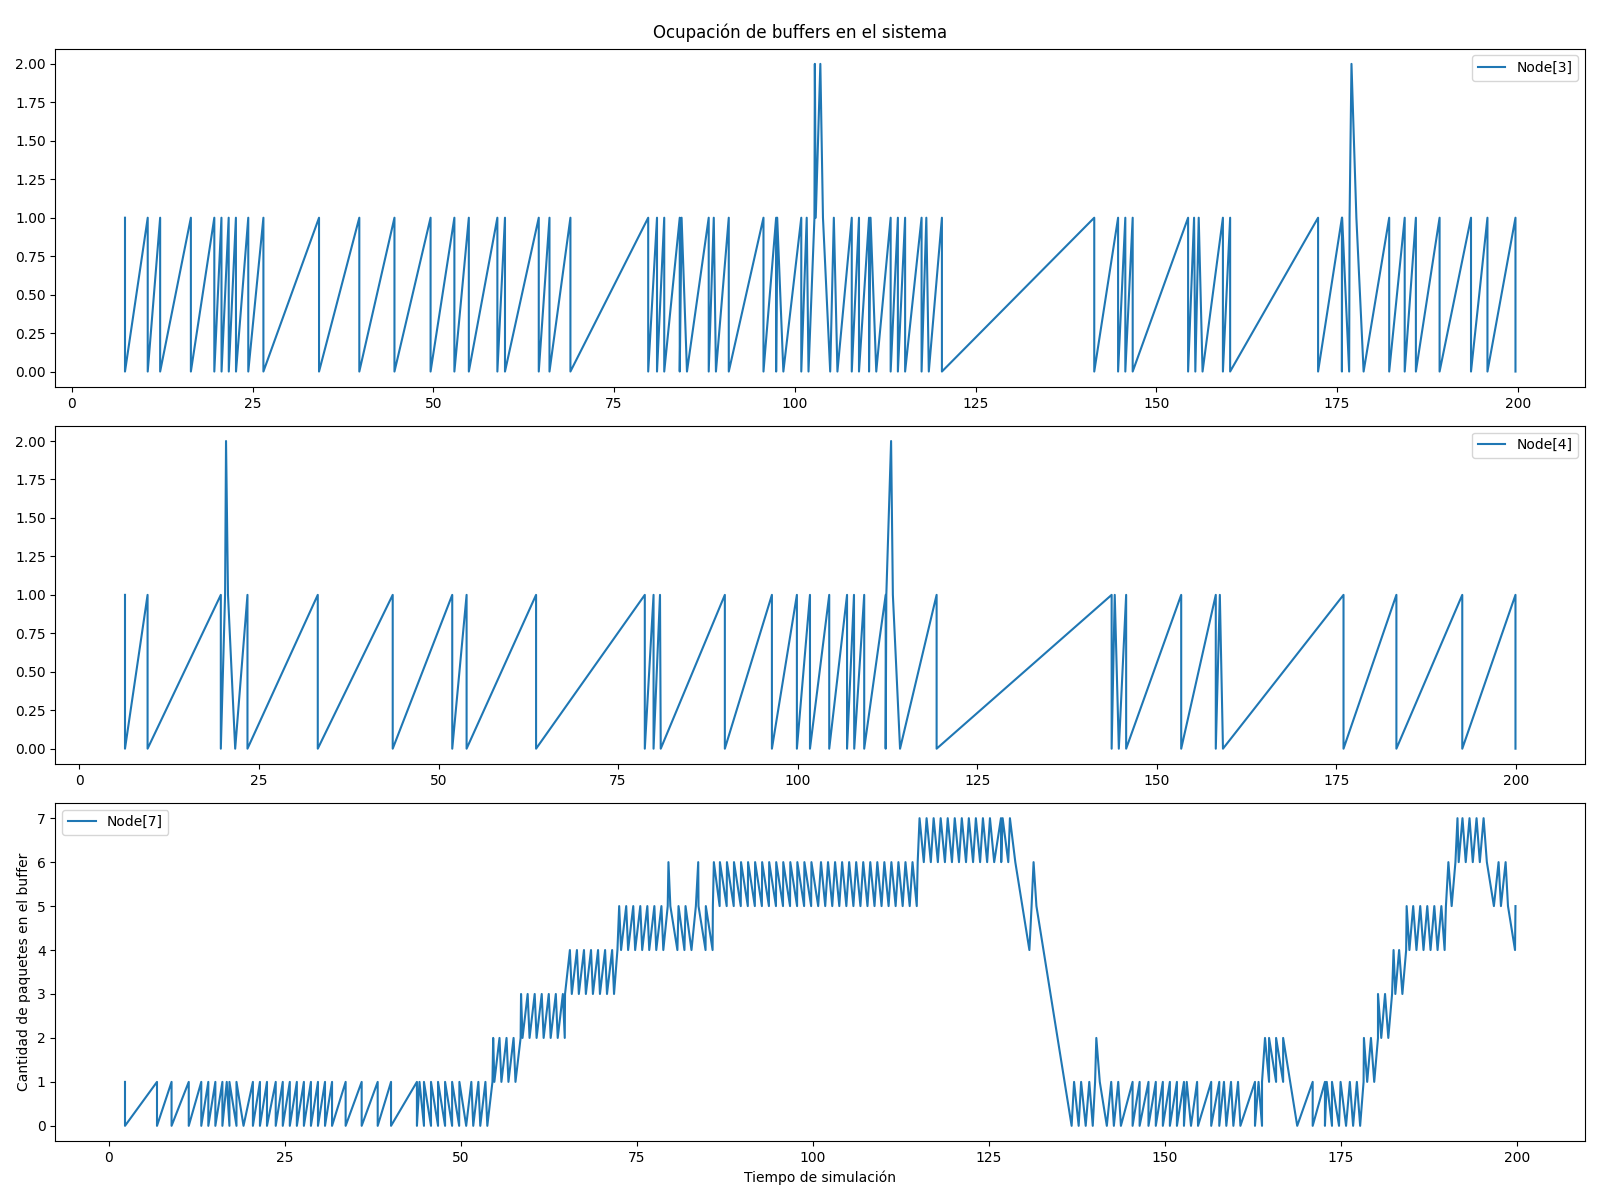 Ocupación de buffers en el sistema
2.00
1.75
1.50
1.25
1.00
0.75
0.50
0.25
0.00
Node[3]
0 25 50 75 100 125 150 175 200
2.00
1.75
1.50
1.25
1.00
0.75
0.50
0.25
0.00
Node[4]
0 25 50 75 100 125 150 175 200
Cantidad de paquetes en el buffer
7
6
5
4
3
2
1
0
Node[7]
0 25 50 75 100 125 150 175 200
Tiempo de simulación